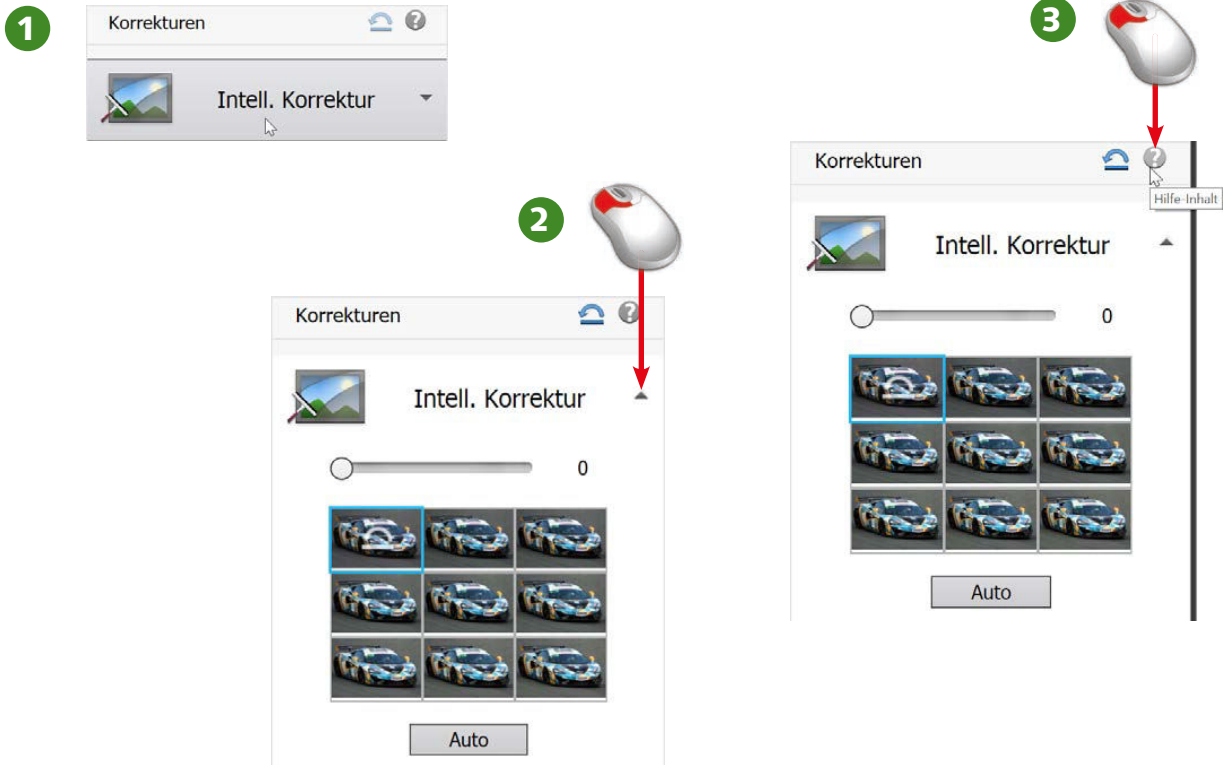 1
Korrekturen
Intell. Korrektur
2
Korrekturen
Intell. Korrektur
0
Auto
3
Korrekturen
Hilfe-Inhalt
Intell. Korrektur
0
Auto